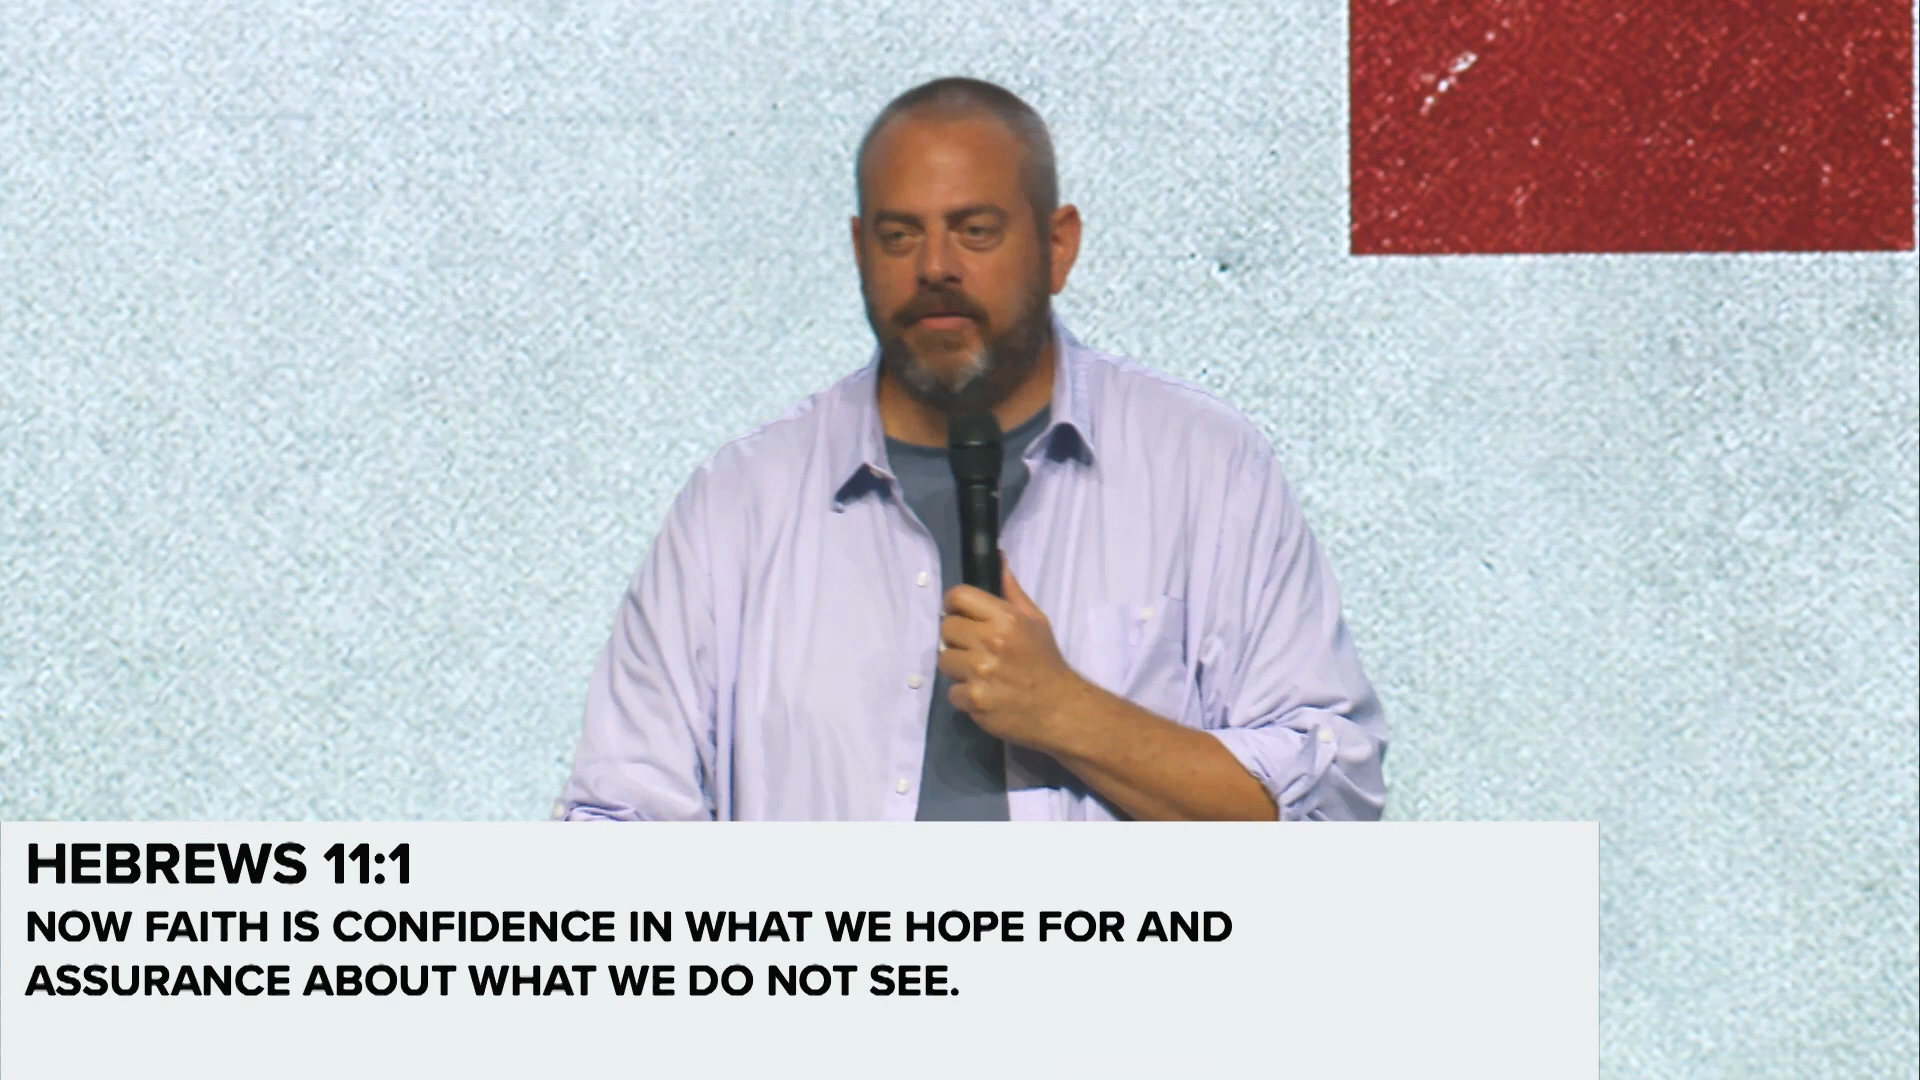 HEBREWS 11:1
NOW FAITH IS CONFIDENCE IN WHAT WE HOPE FOR AND
ASSURANCE ABOUT WHAT WE DO NOT SEE.